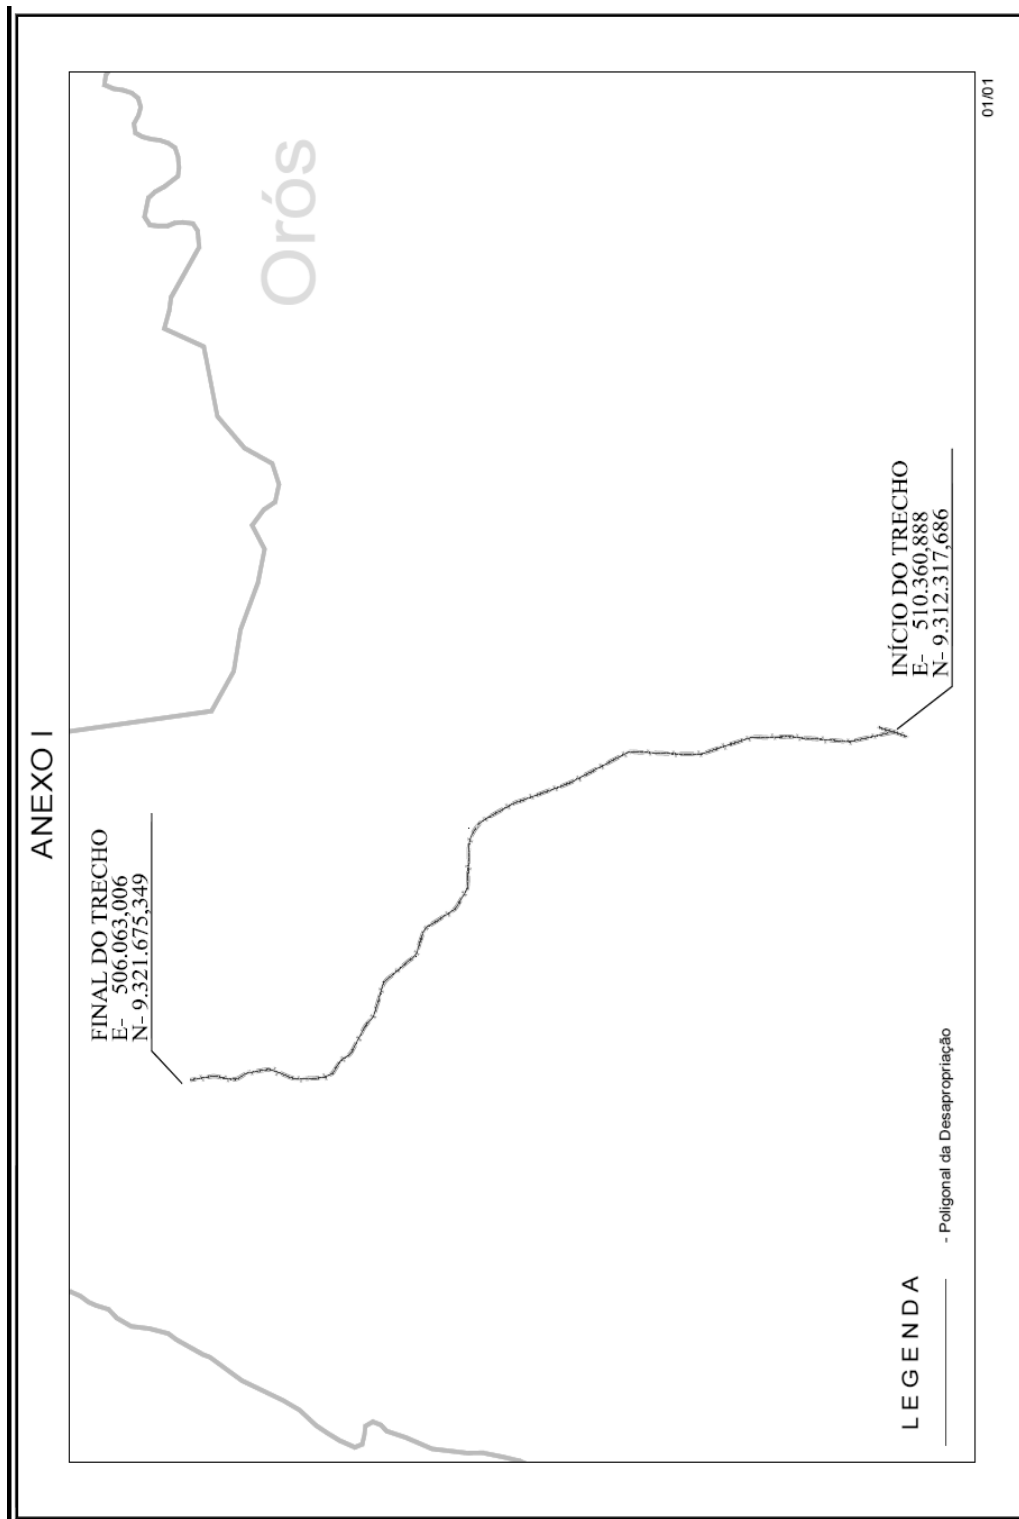 ANEXO I
Orós
FINAL DO TRECHO
E- 506.063,006
N- 9.321.675,349
INÍCIO DO TRECHO
E- 510.360,888
N- 9.312.317,686
LEGENDA
- Poligonal da Desapropriação
01/01